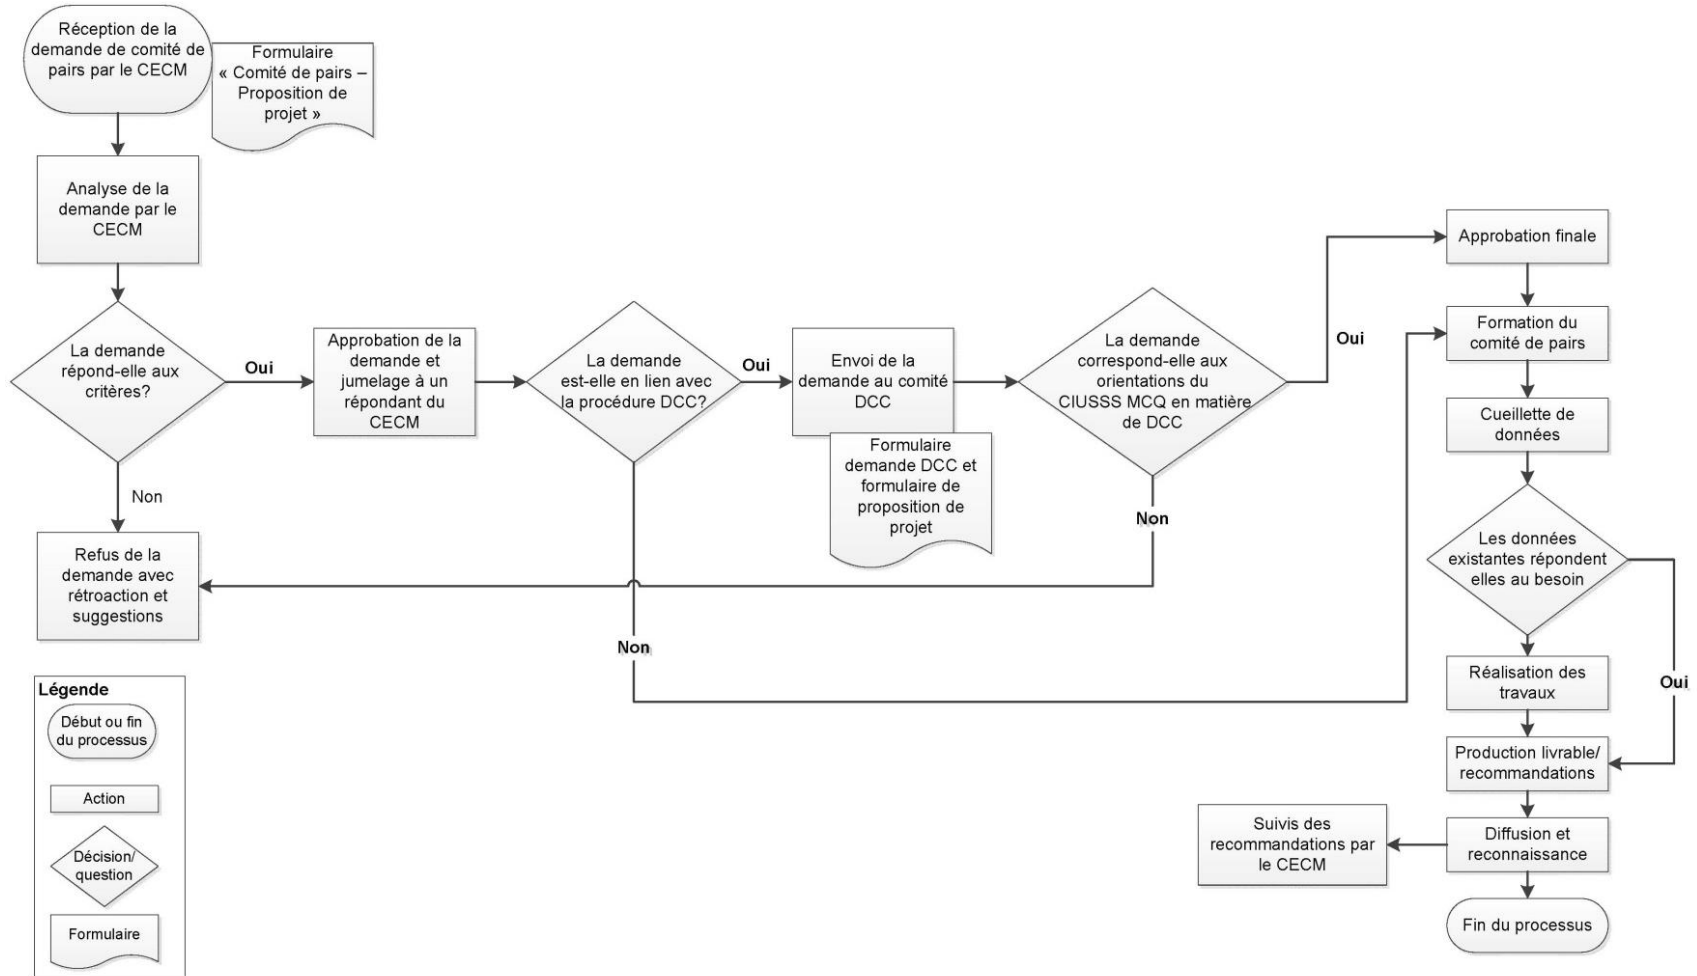 Réception de la
demande de comité de
pairs par le CECM
Formulaire
« Comité de pairs –
Proposition de
projet »
Analyse de la
demande par le
CECM
La demande
répond-elle aux
critères?
Oui
Non
Refus de la
demande avec
rétroaction et
suggestions
Approbation de la
demande et
jumelage à un
répondant du
CECM
La demande
est-elle en lien avec
la procédure DCC?
Oui
Non
Envoi de la
demande au comité
DCC
Formulaire
demande DCC et
formulaire de
proposition de
projet
La demande
correspond-elle aux
orientations du
CIUSSS MCQ en matière
de DCC
Oui
Non
Approbation finale
Formation du
comité de pairs
Cueillette de
données
Les données
existantes répondent
elles au besoin
Oui
Réalisation des
travaux
Production livrable/
recommandations
Diffusion et
reconnaissance
Suivis des
recommandations par
le CECM
Fin du processus
Légende
Début ou fin
du processus
Action
Décision/
question
Formulaire